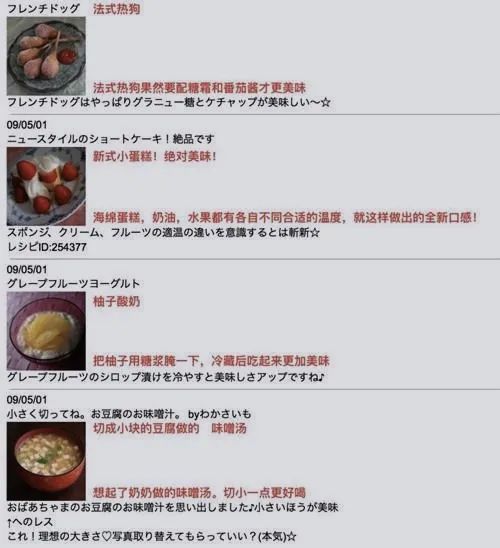 フレンチドッグ 法式热狗
法式热狗果然要配糖霜和番茄酱才更美味
フレンチドッグはやっぱりグラニュー糖とケチャップが美味しい〜☆
09/05/01
ニュースタイルのショートケーキ！絶品です
新式小蛋糕！绝对美味！
海绵蛋糕，奶油，水果都有各自不同合适的温度，就这样做出的全新口感！
スポンジ、クリーム、フルーツの適温の違いを意識するとは斬新☆
レシピID:254377
09/05/01
グレープフルーツヨーグルト
柚子酸奶
把柚子用糖浆腌一下，冷藏后吃起来更加美味
グレープフルーツのシロップ漬けを冷やすと美味しさアップですね♪
09/05/01
小さく切ってね。お豆腐のお味噌汁。 byわかさいも
切成小块的豆腐做的 味噌汤
想起了奶奶做的味噌汤。切小一点更好喝
おばあちゃまのお豆腐のお味噌汁を思い出しました♪小さいほうが美味
↑へのレス
これ！理想の大きさ♡写真取り替えてもらっていい？(本気)☆